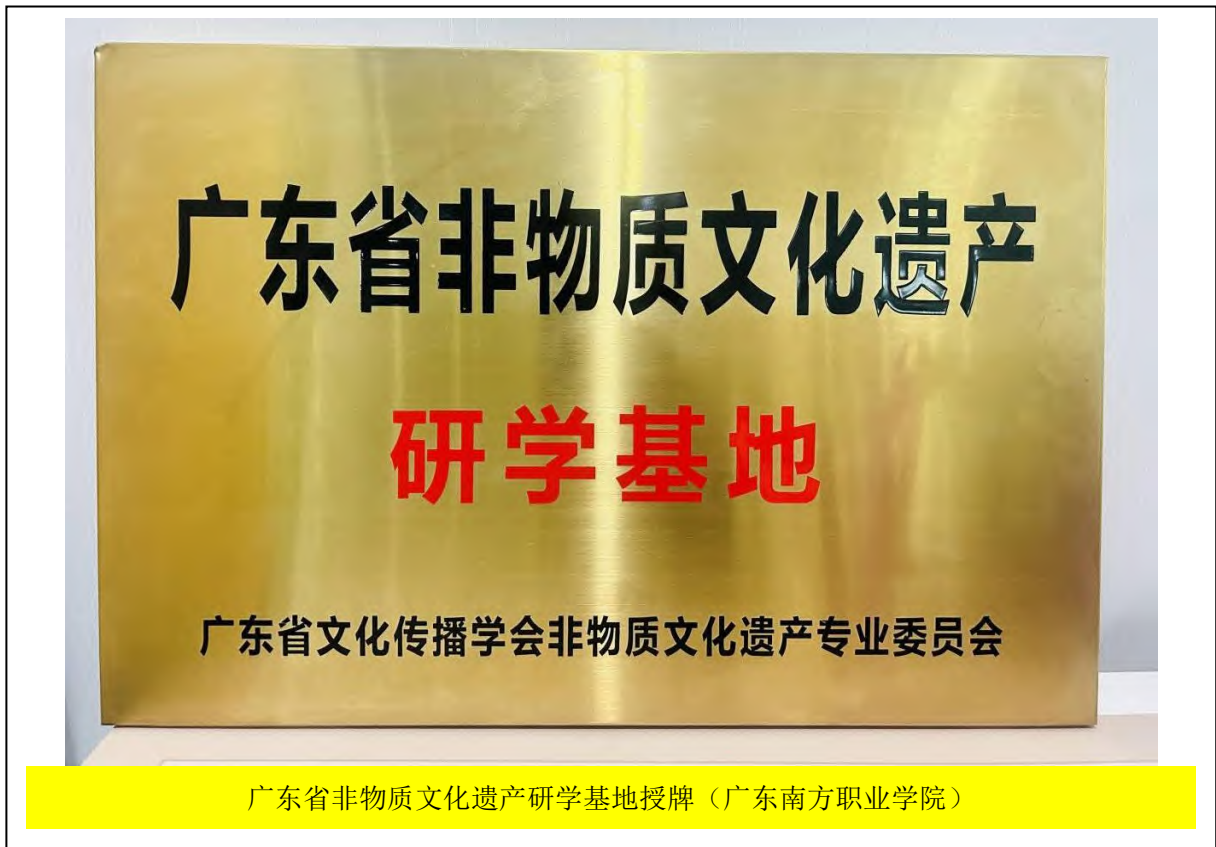 广东省非物质文化遗产
研学基地
广东省文化传播学会非物质文化遗产专业委员会
广东省非物质文化遗产研学基地授牌（广东南方职业学院）